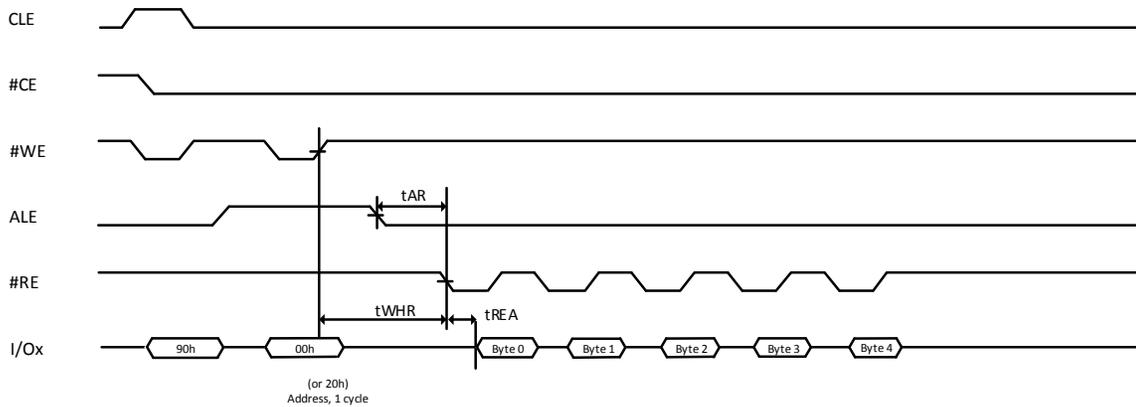 CLE
#CE
#WE
ALE
tAR
#RE
tWHR
tREA
I/Ox
90h
00h
Byte 0
Byte 1
Byte 2
Byte 3
Byte 4
(or 20h)
Address, 1 cycle